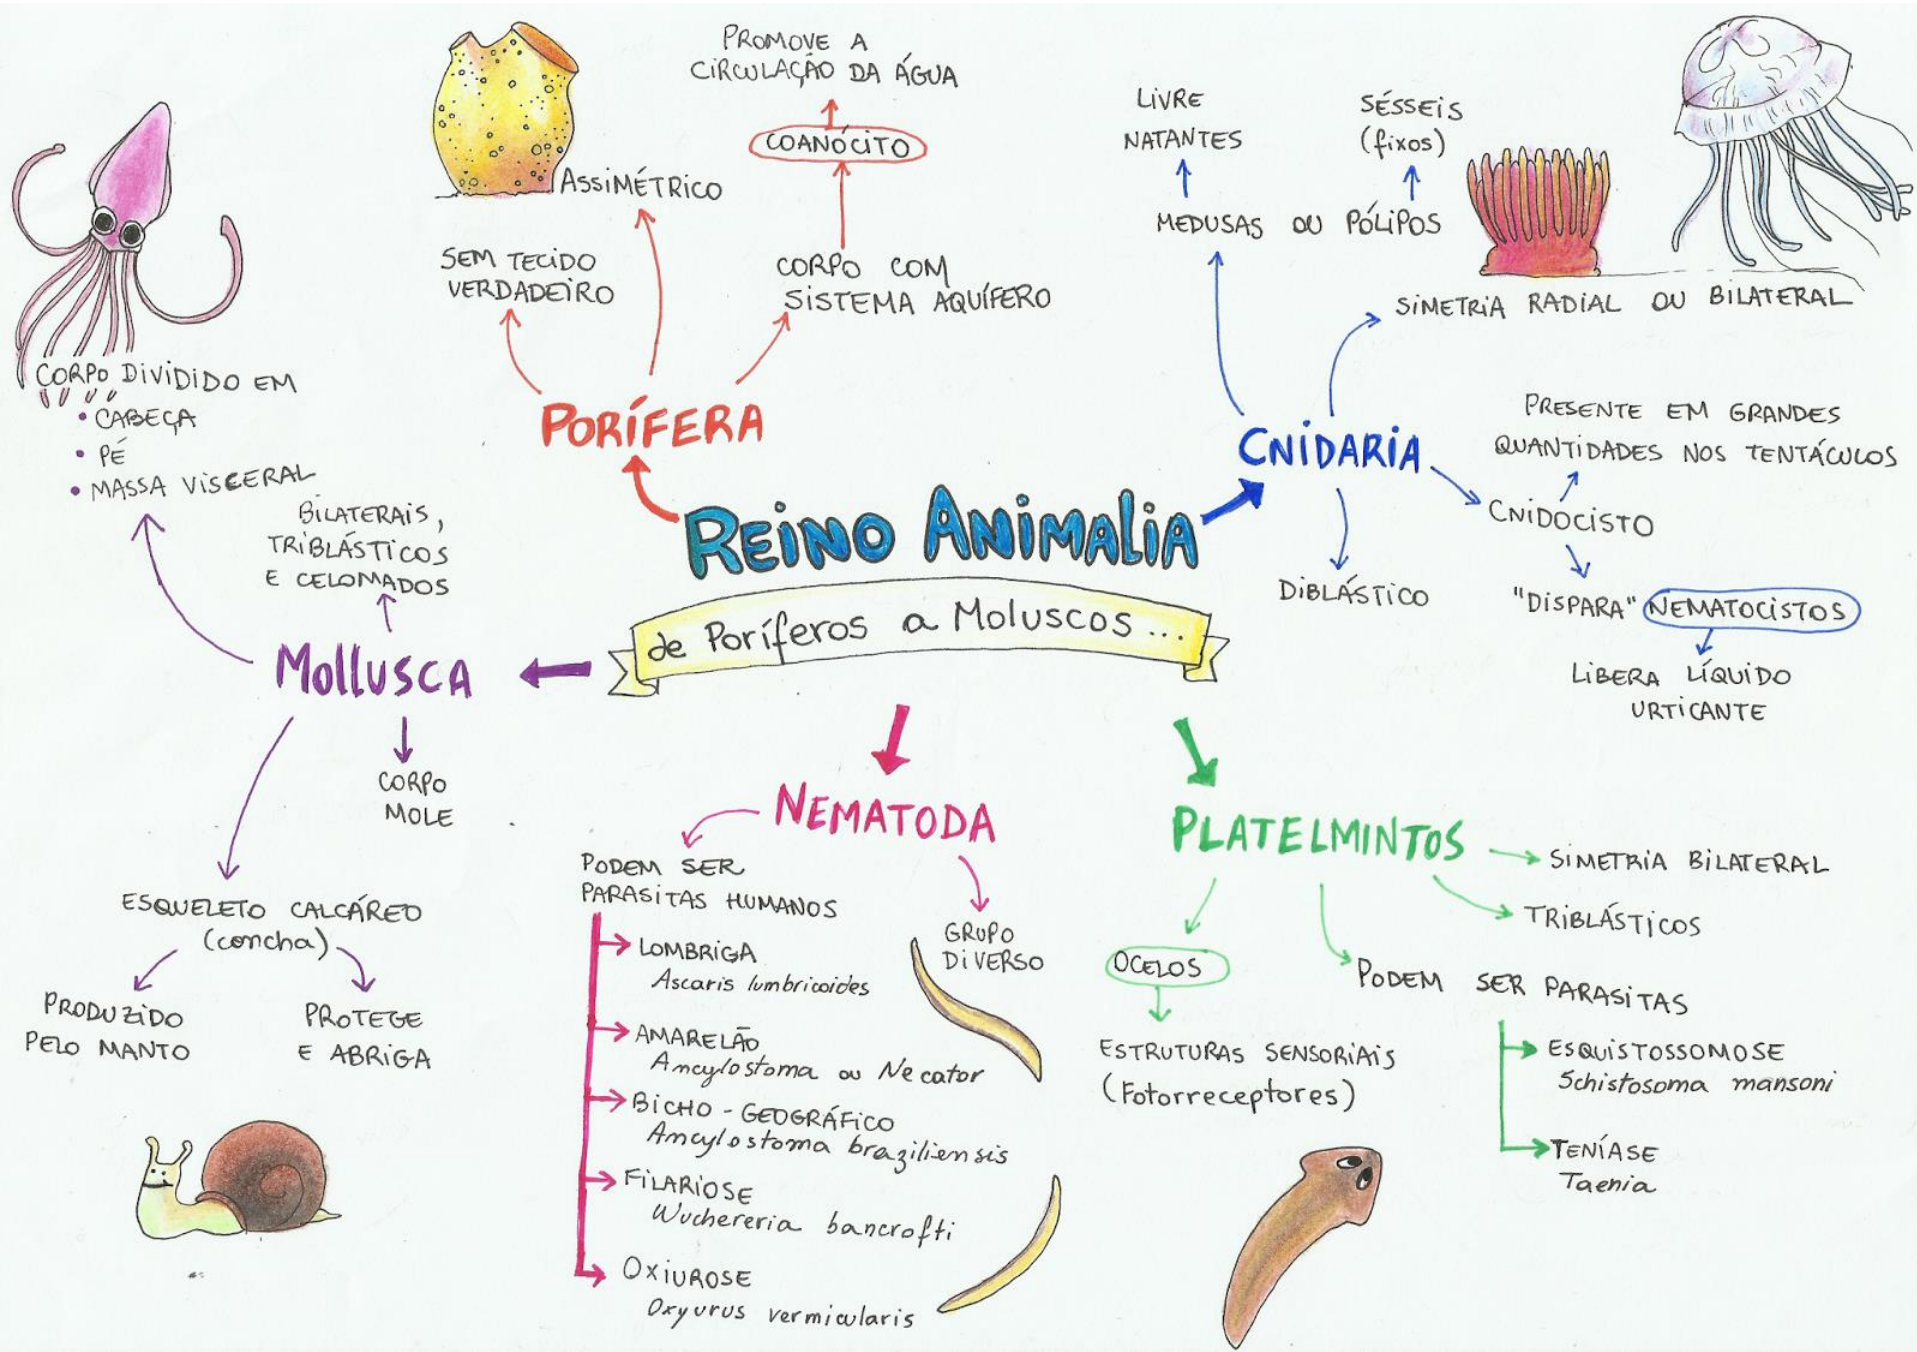 REINO ANIMALIA
de Poríferos a Moluscos...
PORÍFERA
SEM TECIDO
VERDADEIRO
ASSIMÉTRICO
CORPO COM
SISTEMA AQUÍFERO
COANÓCITO
PROMOVE A
CIRCULAÇÃO DA ÁGUA
CNIDARIA
MEDUSAS OU PÓLIPOS
LIVRE
NATANTES
SÉSSEIS
(fixos)
SIMETRIA RADIAL OU BILATERAL
CNIDOCISTO
PRESENTE EM GRANDES
QUANTIDADES NOS TENTÁCULOS
"DISPARA" NEMATOCISTOS
LIBERA LÍQUIDO
URTICANTE
DIBLÁSTICO
PLATELMINTOS
SIMETRIA BILATERAL
TRIBLÁSTICOS
PODEM SER PARASITAS
ESQUISTOSSOMOSE
Schistosoma mansoni
TENÍASE
Taenia
OCELOS
ESTRUTURAS SENSORIAIS
(Fotorreceptores)
NEMATODA
GRUPO
DIVERSO
PODEM SER
PARASITAS HUMANOS
LOMBRIGA
Ascaris lumbricoides
AMARELÃO
Ancylostoma ou Necator
BICHO-GEOGRÁFICO
Ancylostoma braziliensis
FILARIOSE
Wuchereria bancrofti
OXIUROSE
Oxyurus vermicularis
MOLLUSCA
CORPO DIVIDIDO EM
• CABEÇA
• PÉ
• MASSA VISCERAL
BILATERAIS,
TRIBLÁSTICOS
E CELOMADOS
CORPO
MOLE
ESQUELETO CALCÁREO
(concha)
PRODUZIDO
PELO MANTO
PROTEGE
E ABRIGA